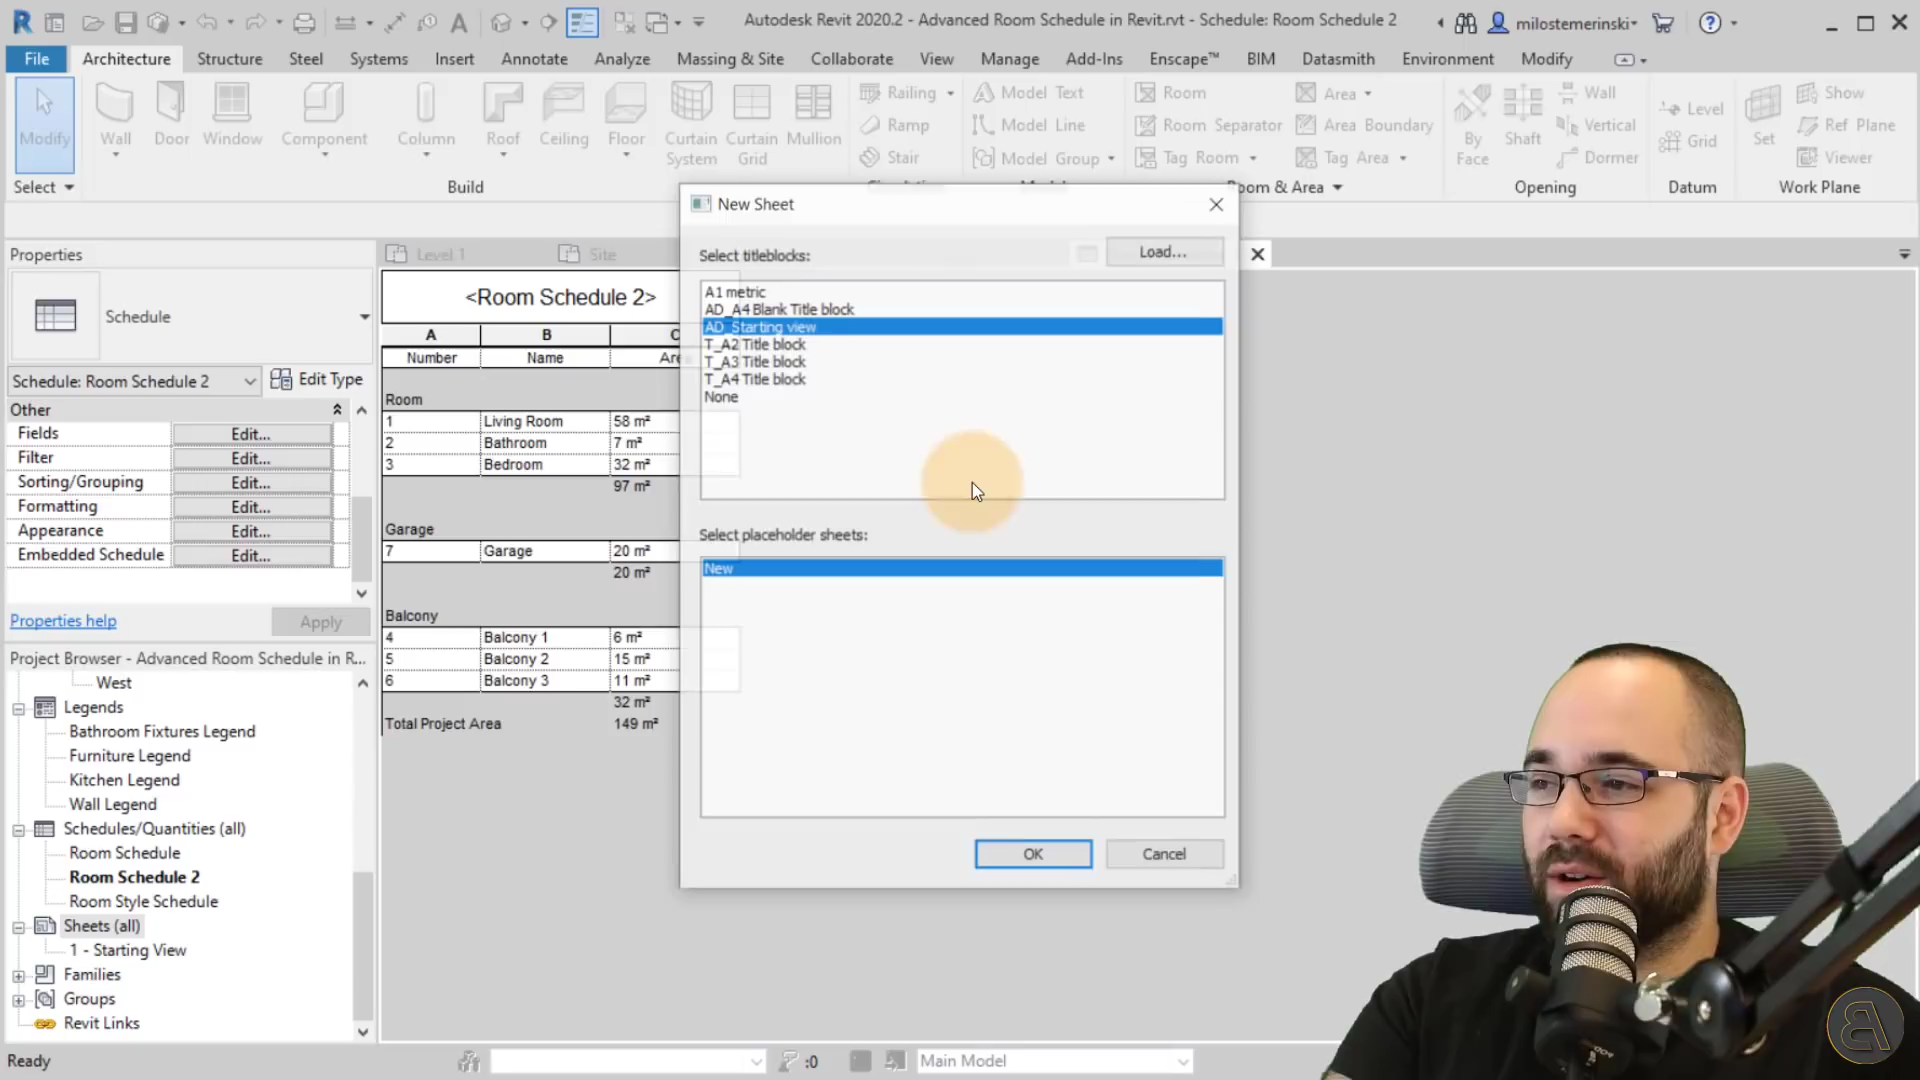 Autodesk Revit 2020.2 - Advanced Room Schedule in Revit.rvt - Schedule: Room Schedule 2
milostemerinski
File Architecture Structure Steel Systems Insert Annotate Analyze Massing & Site Collaborate View Manage Add-Ins Enscape™ BIM Datasmith Environment Modify
Modify
Wall
Door
Window
Component
Column
Roof
Ceiling
Floor
Curtain System
Curtain Grid
Mullion
Railing
Ramp
Stair
Model Text
Model Line
Model Group
Room
Room Separator
Tag Room
Area
Area Boundary
Tag Area
By Face
Shaft
Wall
Vertical
Dormer
Level
Grid
Set
Show
Ref Plane
Viewer
Select
Build
Room & Area
Opening
Datum
Work Plane
Properties
Schedule
Schedule: Room Schedule 2
Edit Type
Other
Fields Edit...
Filter Edit...
Sorting/Grouping Edit...
Formatting Edit...
Appearance Edit...
Embedded Schedule Edit...
Properties help
Apply
Project Browser - Advanced Room Schedule in R...
West
Legends
Bathroom Fixtures Legend
Furniture Legend
Kitchen Legend
Wall Legend
Schedules/Quantities (all)
Room Schedule
Room Schedule 2
Room Style Schedule
Sheets (all)
1 - Starting View
Families
Groups
Revit Links
Level 1
Site
<Room Schedule 2>
A B C
Number Name Are
Room
1 Living Room 58 m²
2 Bathroom 7 m²
3 Bedroom 32 m²
97 m²
Garage
7 Garage 20 m²
20 m²
Balcony
4 Balcony 1 6 m²
5 Balcony 2 15 m²
6 Balcony 3 11 m²
32 m²
Total Project Area 149 m²
New Sheet
Select titleblocks:
Load...
A1 metric
AD_A4 Blank Title block
AD_Starting view
T_A2 Title block
T_A3 Title block
T_A4 Title block
None
Select placeholder sheets:
New
OK
Cancel
Ready
:0
Main Model